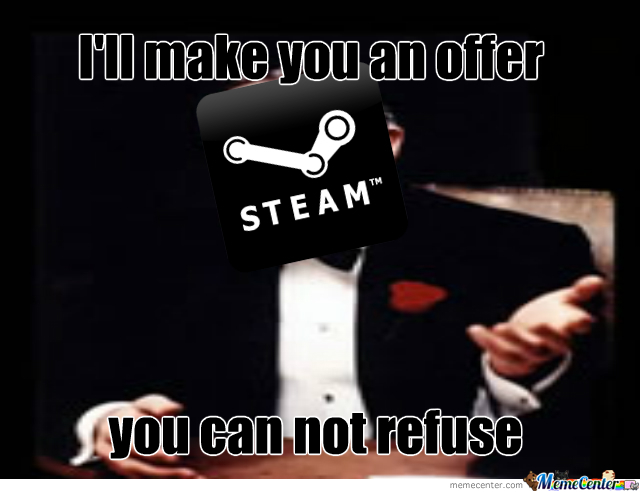 I'll make you an offer
STEAM™
you can not refuse
memecenter.com MemeCenter